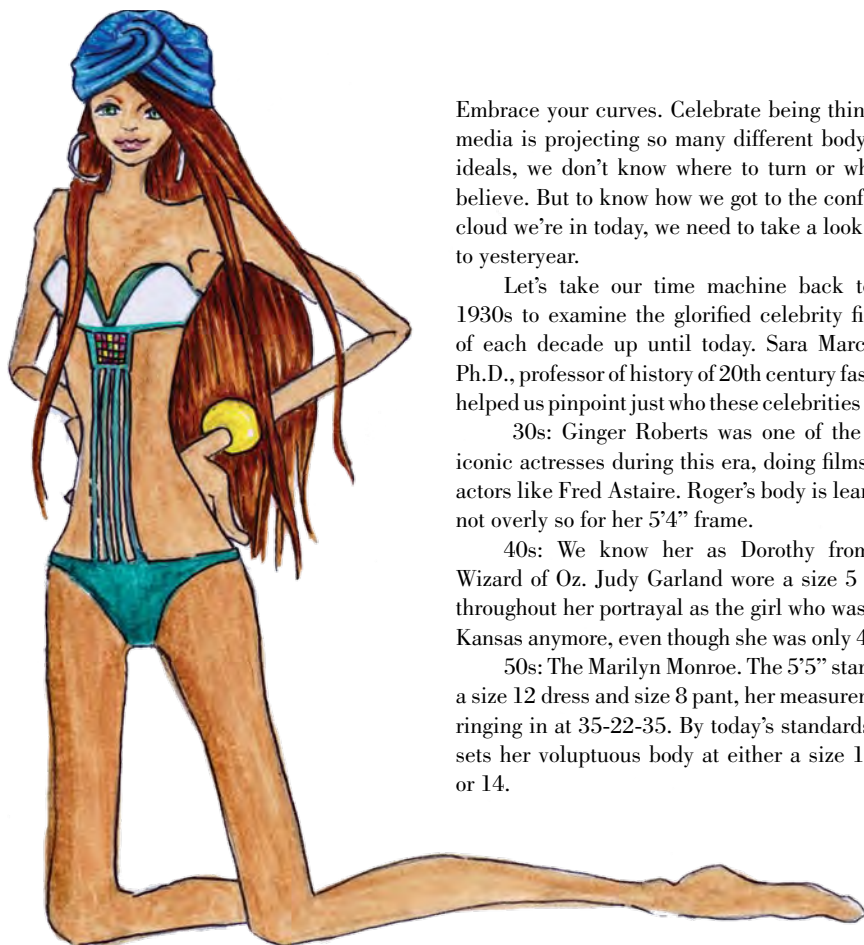 Embrace your curves. Celebrate being thin
media is projecting so many different body
ideals, we don’t know where to turn or wh
believe. But to know how we got to the conf
cloud we’re in today, we need to take a look
to yesteryear.
Let’s take our time machine back t
1930s to examine the glorified celebrity fi
of each decade up until today. Sara Marc
Ph.D., professor of history of 20th century fas
helped us pinpoint just who these celebrities
30s: Ginger Roberts was one of the
iconic actresses during this era, doing films
actors like Fred Astaire. Roger’s body is lear
not overly so for her 5’4” frame.
40s: We know her as Dorothy from
Wizard of Oz. Judy Garland wore a size 5
throughout her portrayal as the girl who was
Kansas anymore, even though she was only 4
50s: The Marilyn Monroe. The 5’5” star
a size 12 dress and size 8 pant, her measurer
ringing in at 35-22-35. By today’s standards
sets her voluptuous body at either a size 1
or 14.